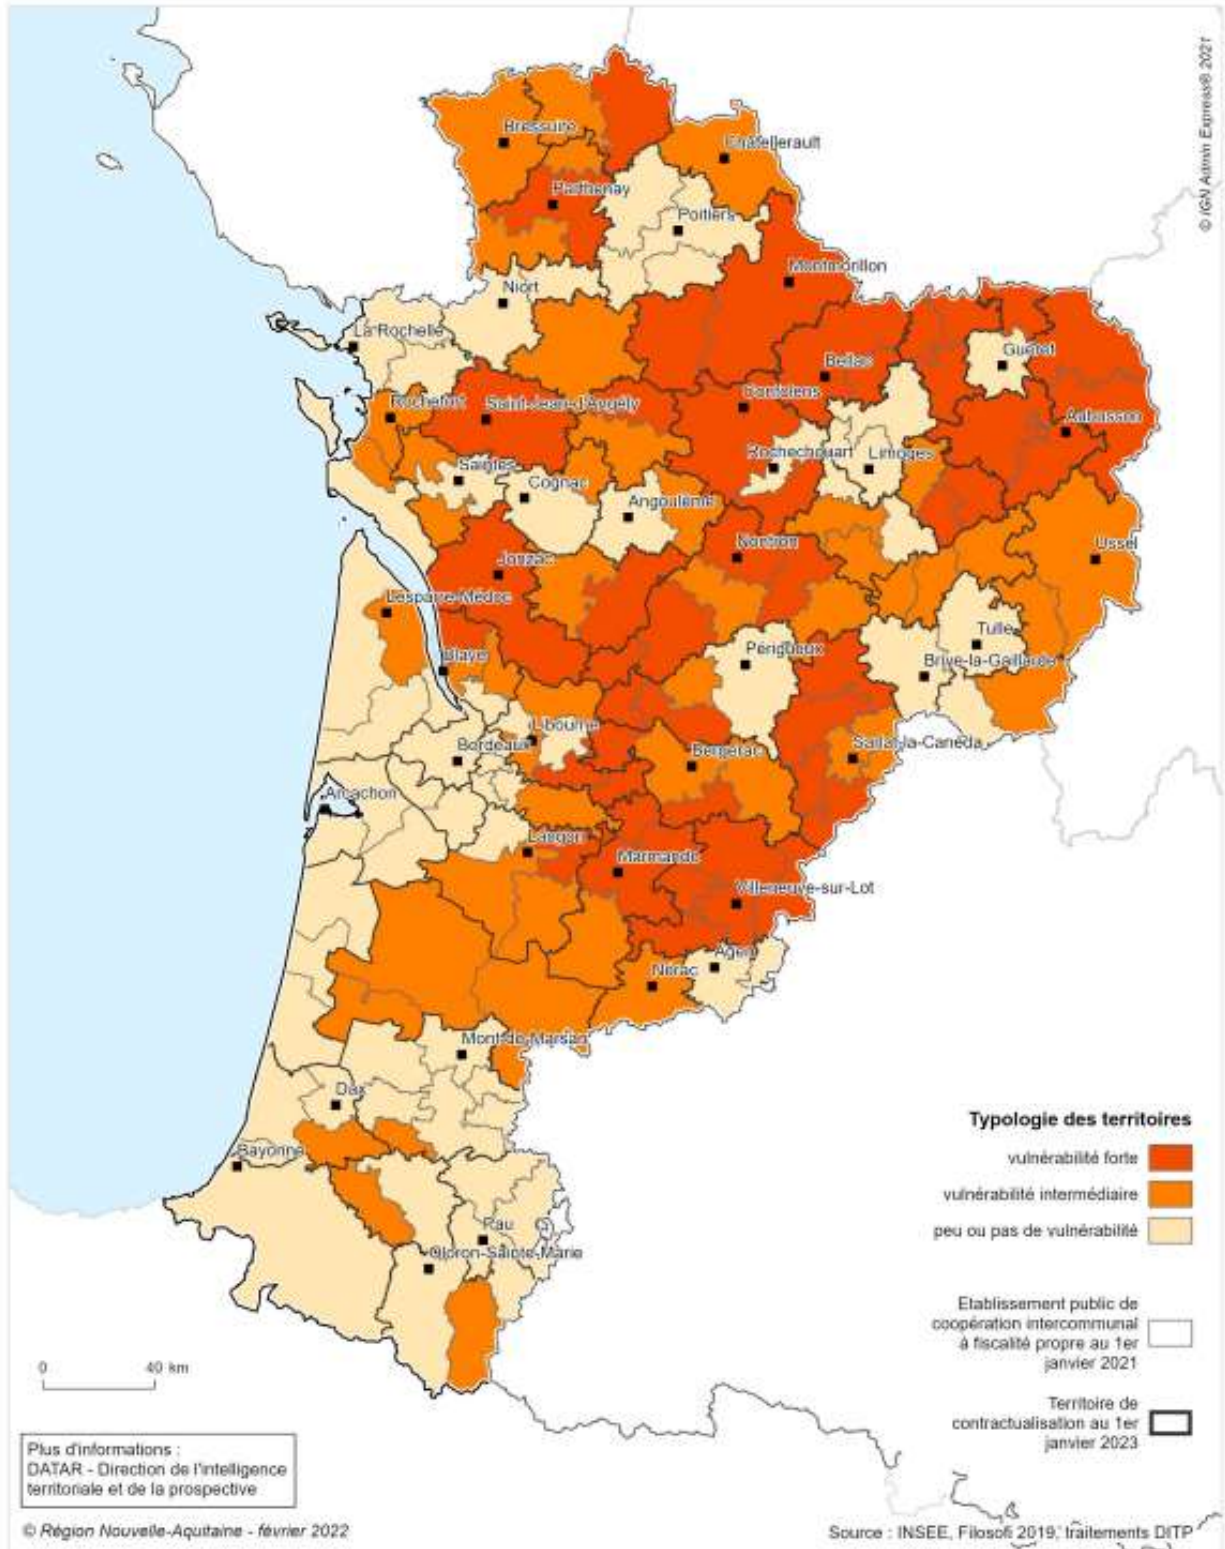 © IGN Admin Express® 2021
Bressuire
Châtellerault
Parthenay
Poitiers
Montmorillon
Niort
La Rochelle
Guéret
Bellac
Rochefort
Saint-Jean-d'Angély
Confolens
Aubusson
Rochechouart
Limoges
Saintes
Cognac
Angoulême
Nontron
Ussel
Jonzac
Lesparre-Médoc
Tulle
Périgueux
Blaye
Brive-la-Gaillarde
Libourne
Bordeaux
Bergerac
Sarlat-la-Canéda
Arcachon
Langon
Marmande
Villeneuve-sur-Lot
Agen
Nérac
Mont-de-Marsan
Dax
Bayonne
Pau
Oloron-Sainte-Marie
Typologie des territoires
vulnérabilité forte
vulnérabilité intermédiaire
peu ou pas de vulnérabilité
Etablissement public de
coopération intercommunal
à fiscalité propre au 1er
janvier 2021
Territoire de
contractualisation au 1er
janvier 2023
0 40 km
Plus d'informations :
DATAR - Direction de l'intelligence
territoriale et de la prospective
© Région Nouvelle-Aquitaine - février 2022
Source : INSEE, Filosofi 2019, traitements DITP